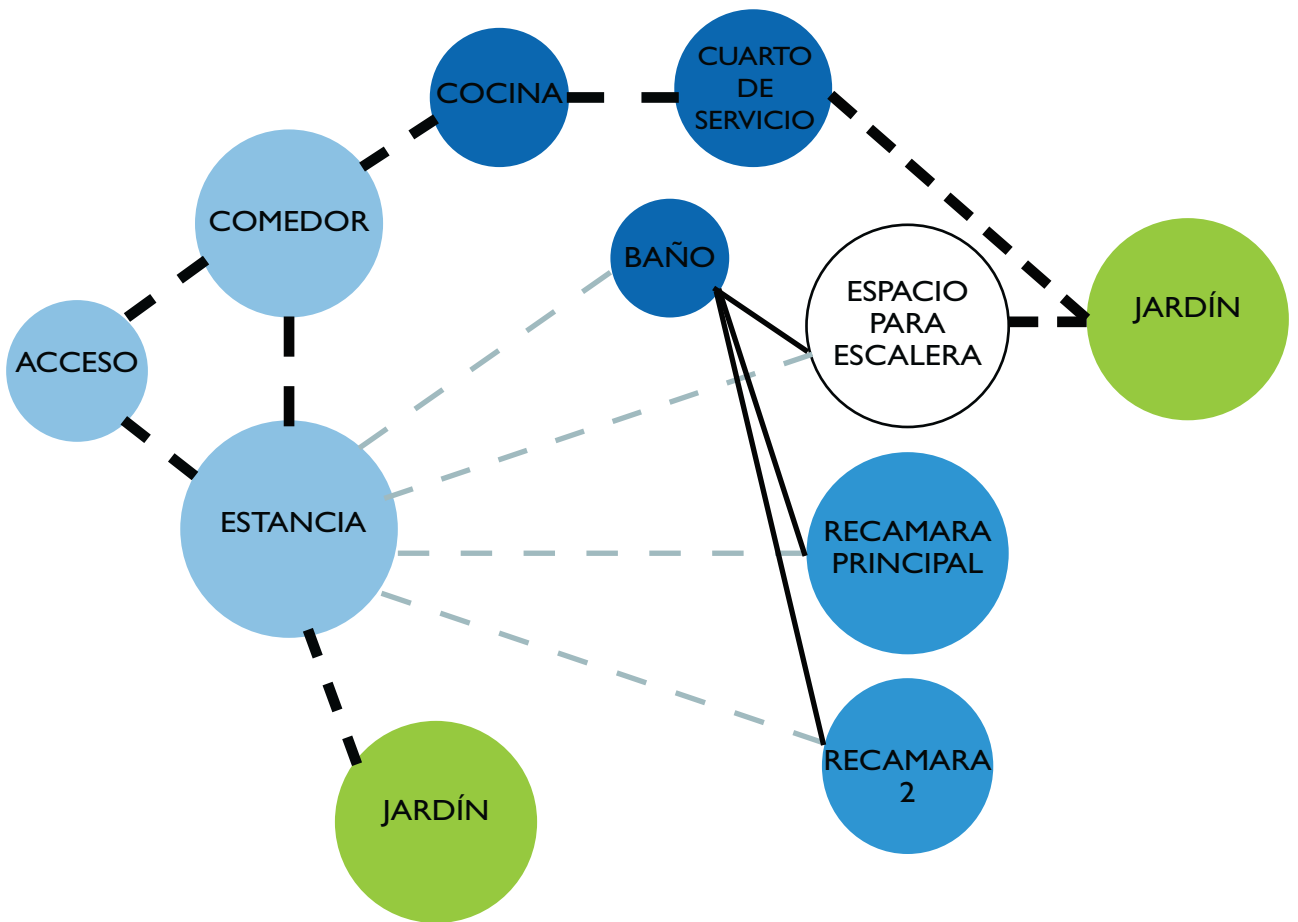 COCINA
CUARTO
DE
SERVICIO
COMEDOR
BAÑO
ESPACIO
PARA
ESCALERA
JARDÍN
ACCESO
ESTANCIA
RECAMARA
PRINCIPAL
RECAMARA
2
JARDÍN